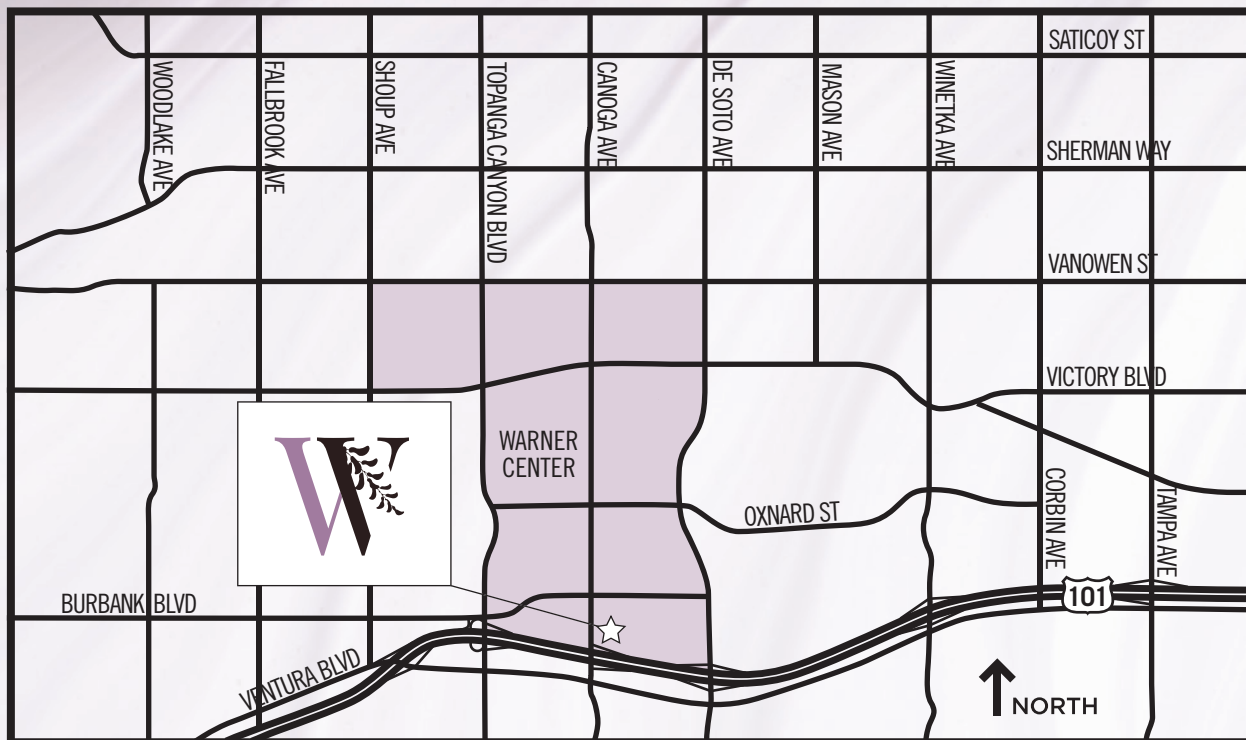 SATICOY ST
WOODLAKE AVE
FALLBROOK AVE
SHOUP AVE
TOPANGA CANYON BLVD
CANOGA AVE
DE SOTO AVE
MASON AVE
WINETKA AVE
SHERMAN WAY
VANOWEN ST
VICTORY BLVD
WARNER
CENTER
W
CORBIN AVE
TAMPA AVE
OXNARD ST
BURBANK BLVD
101
VENTURA BLVD
NORTH